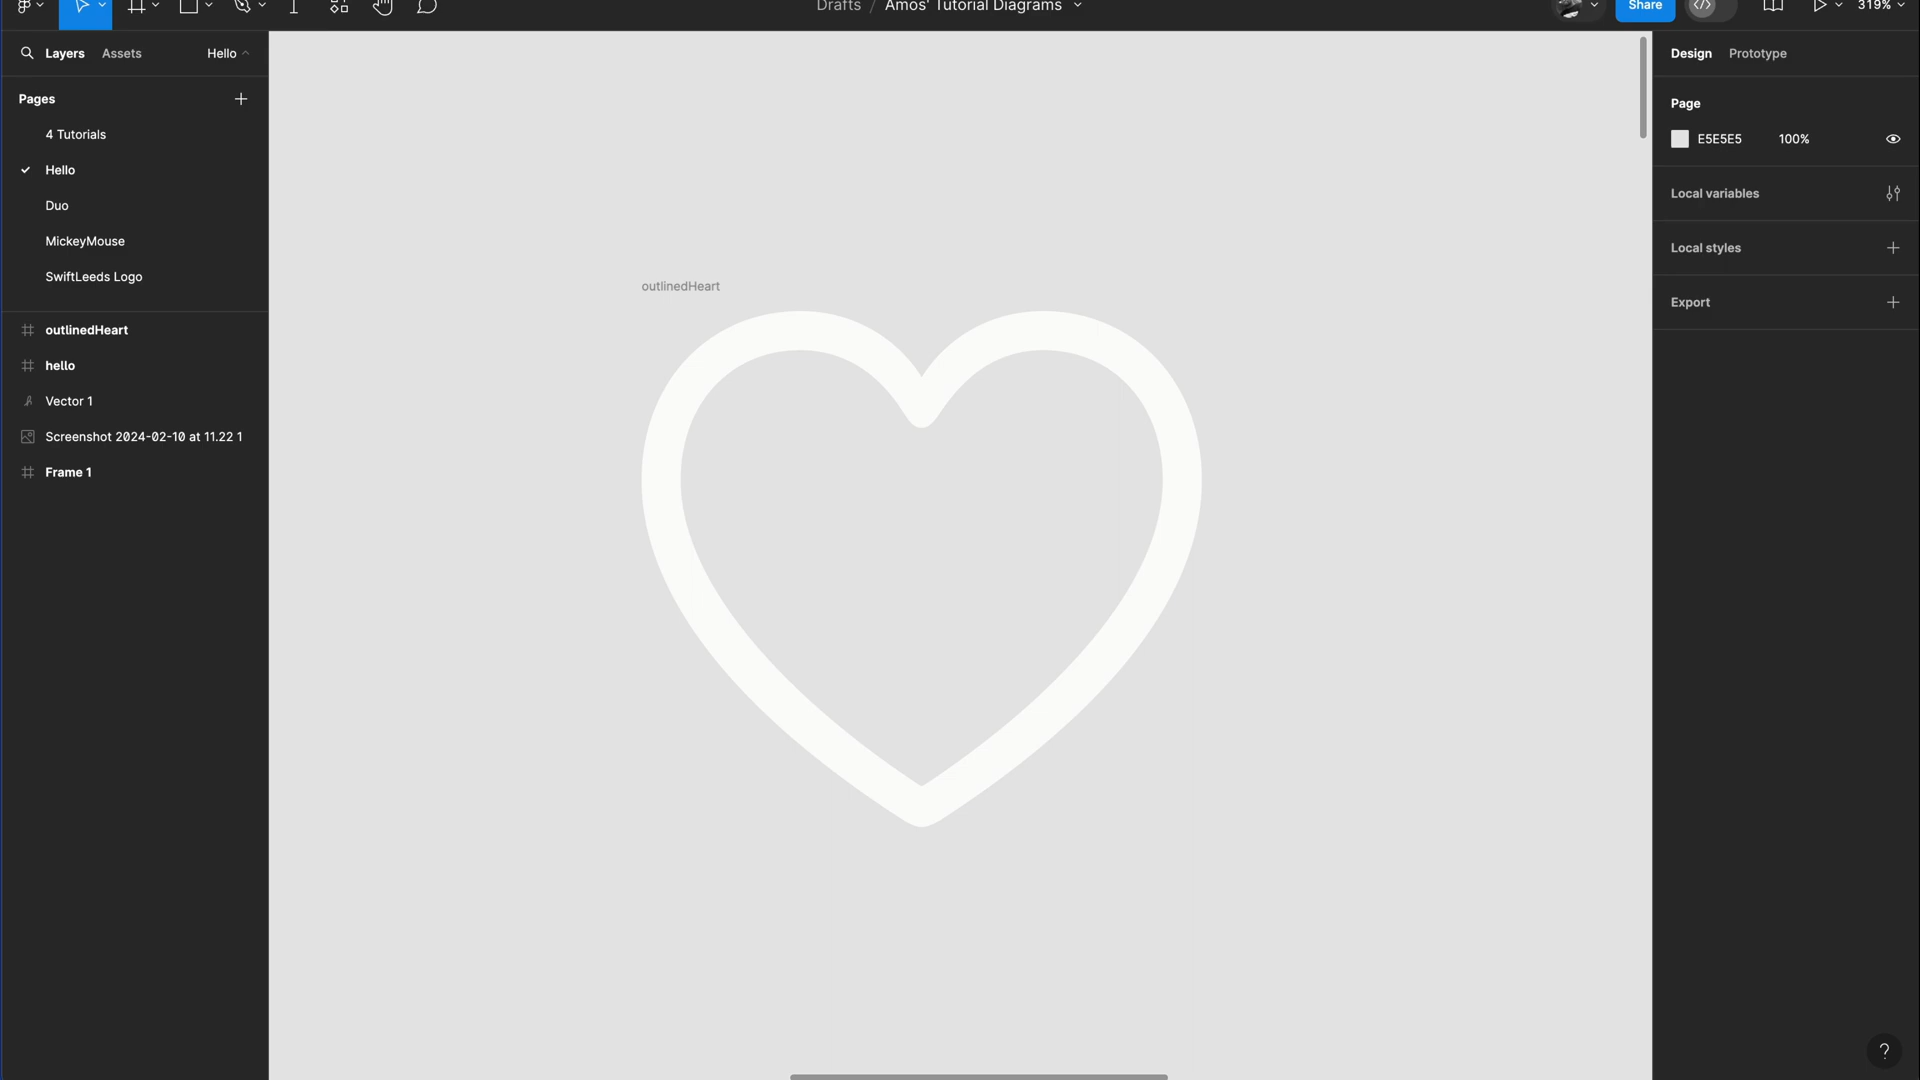 Drafts / Amos' Tutorial Diagrams
Share
319%
Layers Assets Hello
Pages
4 Tutorials
Hello
Duo
MickeyMouse
SwiftLeeds Logo
outlinedHeart
hello
Vector 1
Screenshot 2024-02-10 at 11.22 1
Frame 1
outlinedHeart
Design Prototype
Page
E5E5E5 100%
Local variables
Local styles
Export
?